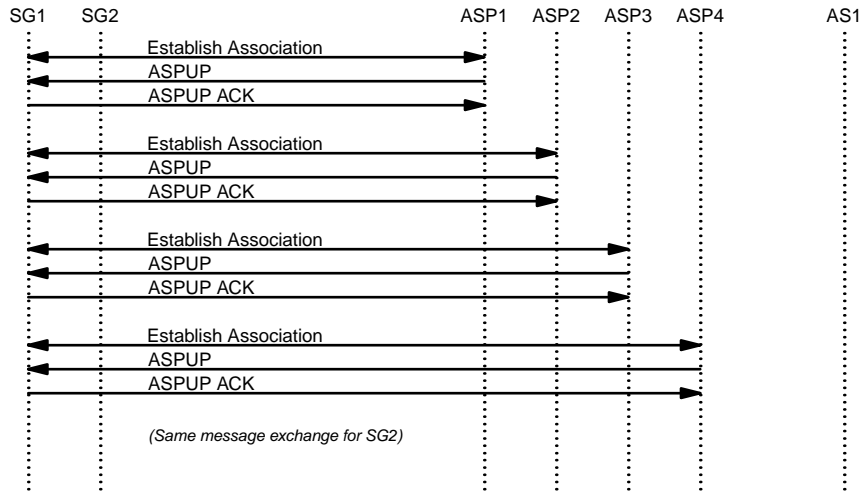 SG1 SG2 ASP1 ASP2 ASP3 ASP4 AS1
Establish Association
ASPUP
ASPUP ACK
Establish Association
ASPUP
ASPUP ACK
Establish Association
ASPUP
ASPUP ACK
Establish Association
ASPUP
ASPUP ACK
(Same message exchange for SG2)